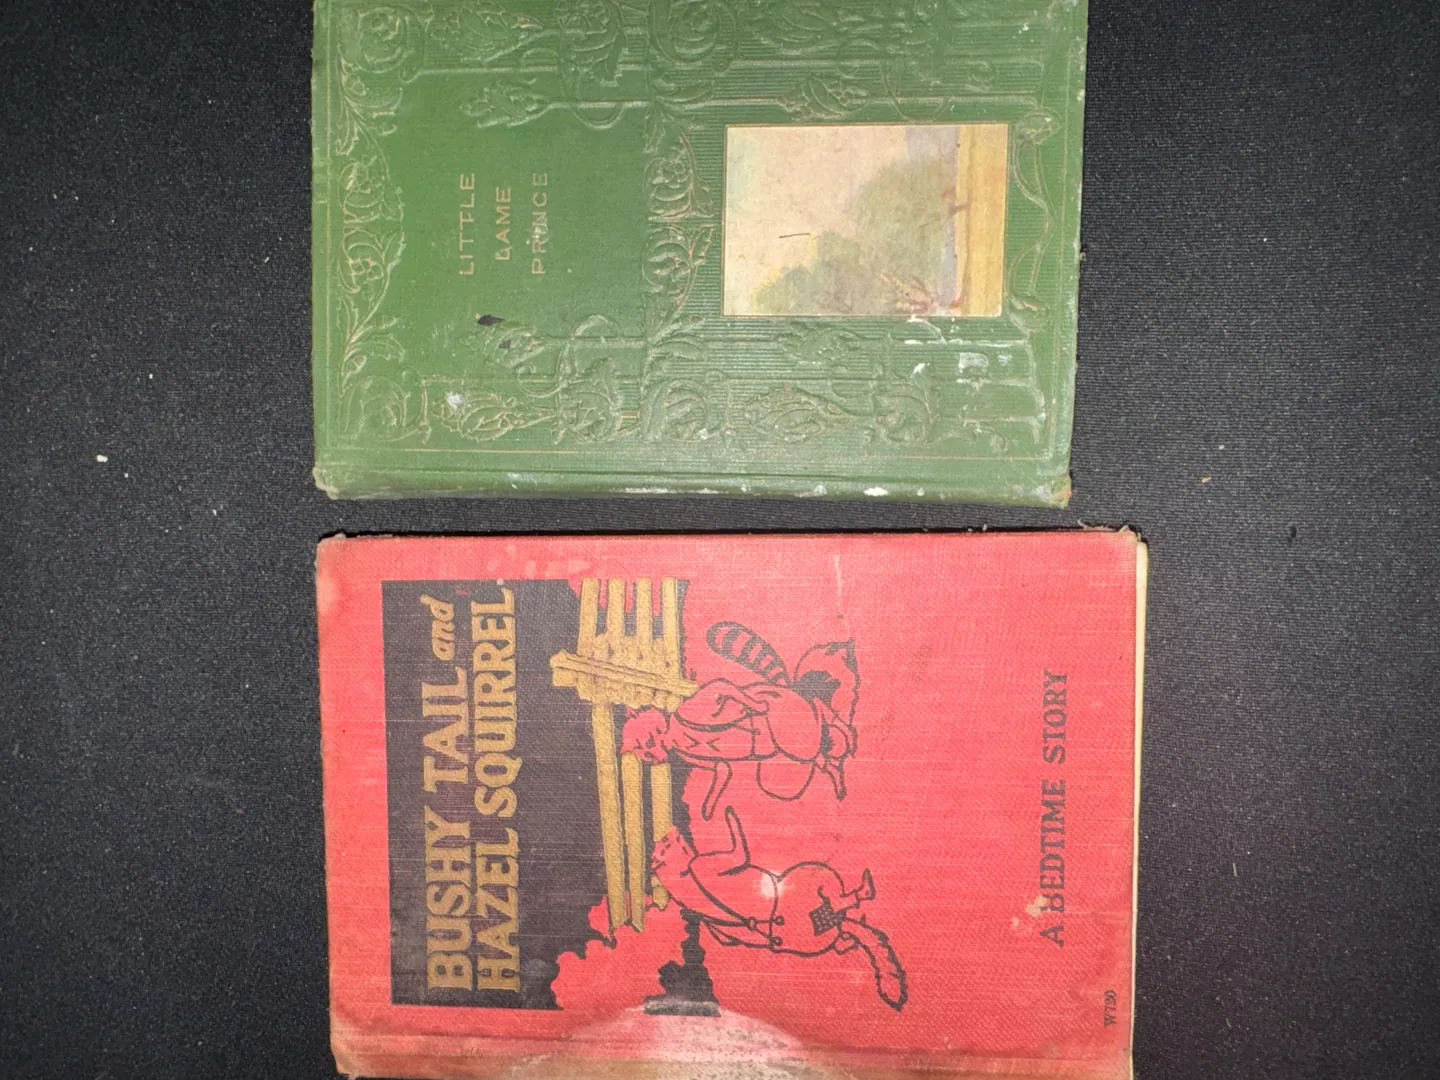 LITTLE
LAME
PRINCE
BUSHY TAIL and
HAZEL SQUIRREL
A BEDTIME STORY
W720